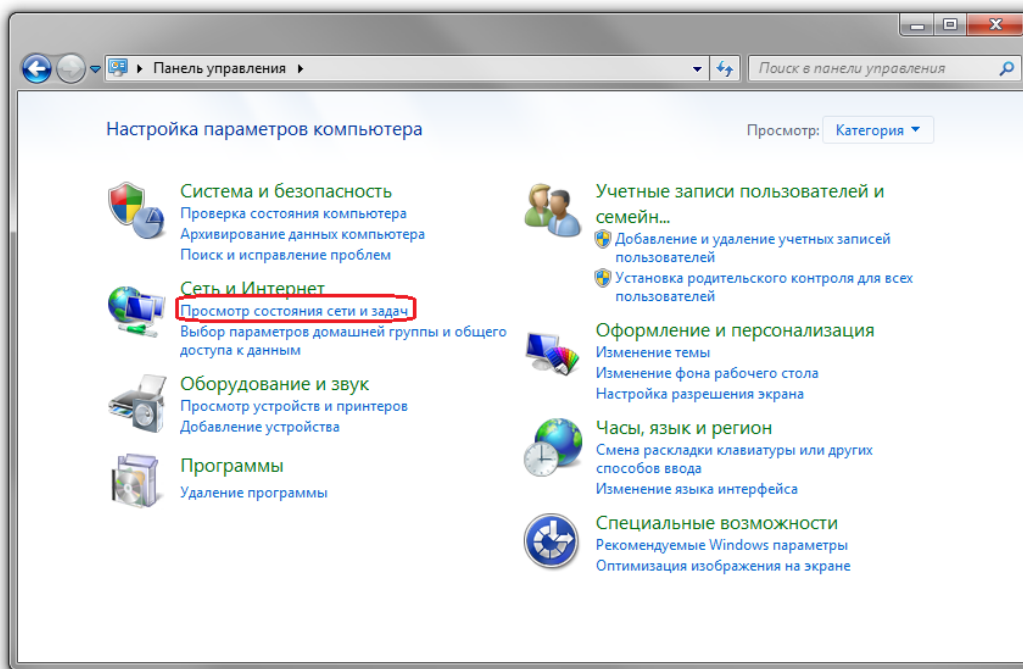 Панель управления
Поиск в панели управления
Настройка параметров компьютера
Просмотр: Категория
Система и безопасность
Проверка состояния компьютера
Архивирование данных компьютера
Поиск и исправление проблем
Сеть и Интернет
Просмотр состояния сети и задач
Выбор параметров домашней группы и общего
доступа к данным
Оборудование и звук
Просмотр устройств и принтеров
Добавление устройства
Программы
Удаление программы
Учетные записи пользователей и
семейн...
Добавление и удаление учетных записей
пользователей
Установка родительского контроля для всех
пользователей
Оформление и персонализация
Изменение темы
Изменение фона рабочего стола
Настройка разрешения экрана
Часы, язык и регион
Смена раскладки клавиатуры или других
способов ввода
Изменение языка интерфейса
Специальные возможности
Рекомендуемые Windows параметры
Оптимизация изображения на экране